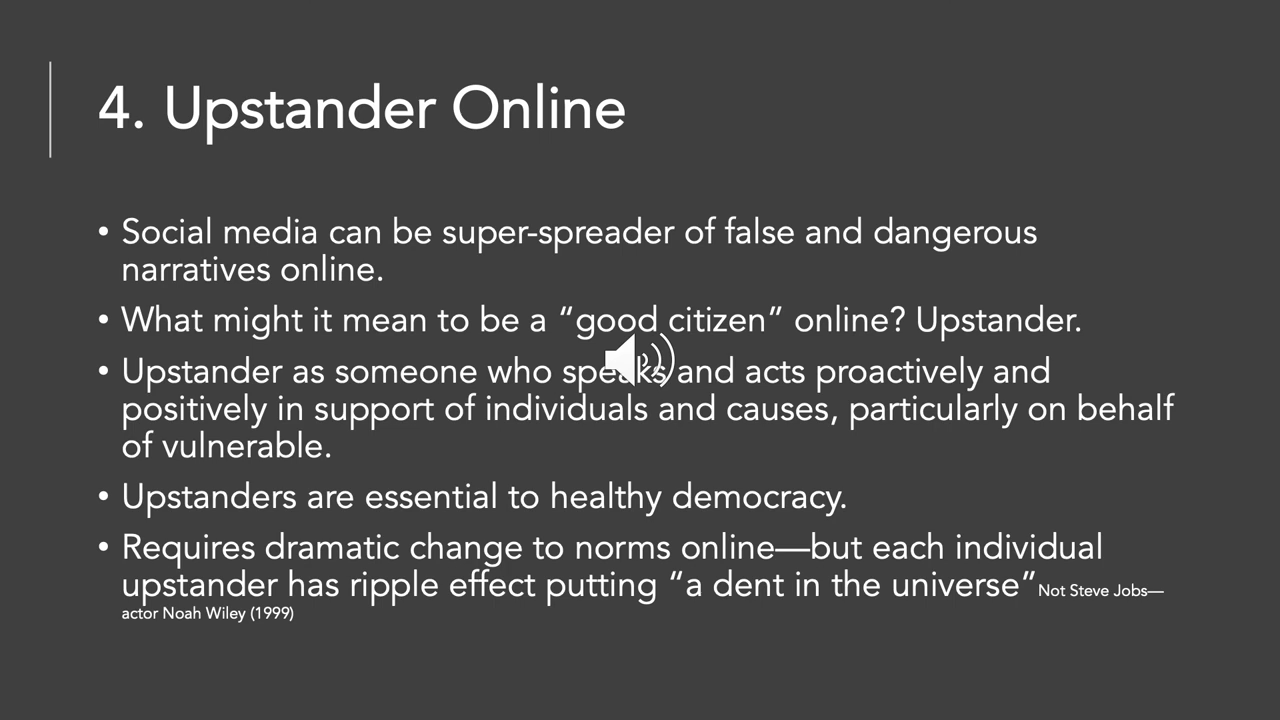 4. Upstander Online
• Social media can be super-spreader of false and dangerous
narratives online.
• What might it mean to be a “good citizen” online? Upstander.
• Upstander as someone who speaks and acts proactively and
positively in support of individuals and causes, particularly on behalf
of vulnerable.
• Upstanders are essential to healthy democracy.
• Requires dramatic change to norms online—but each individual
upstander has ripple effect putting “a dent in the universe” Not Steve Jobs—
actor Noah Wiley (1999)